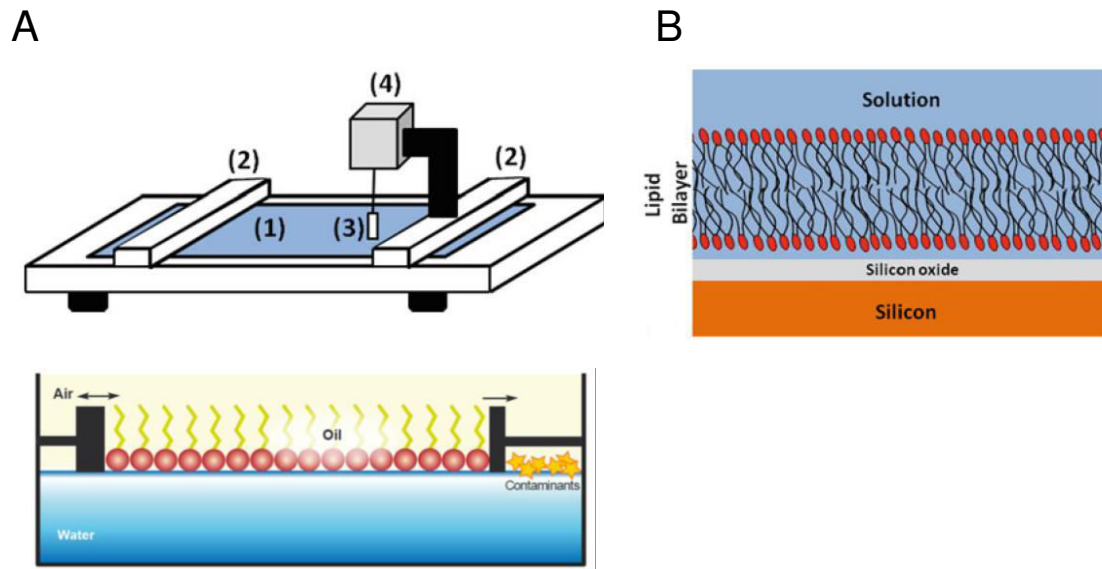 A
B
(4)
(2)
(2)
(1)
(3)
Solution
Lipid
Bilayer
Silicon oxide
Silicon
Air
Oil
Contaminants
Water